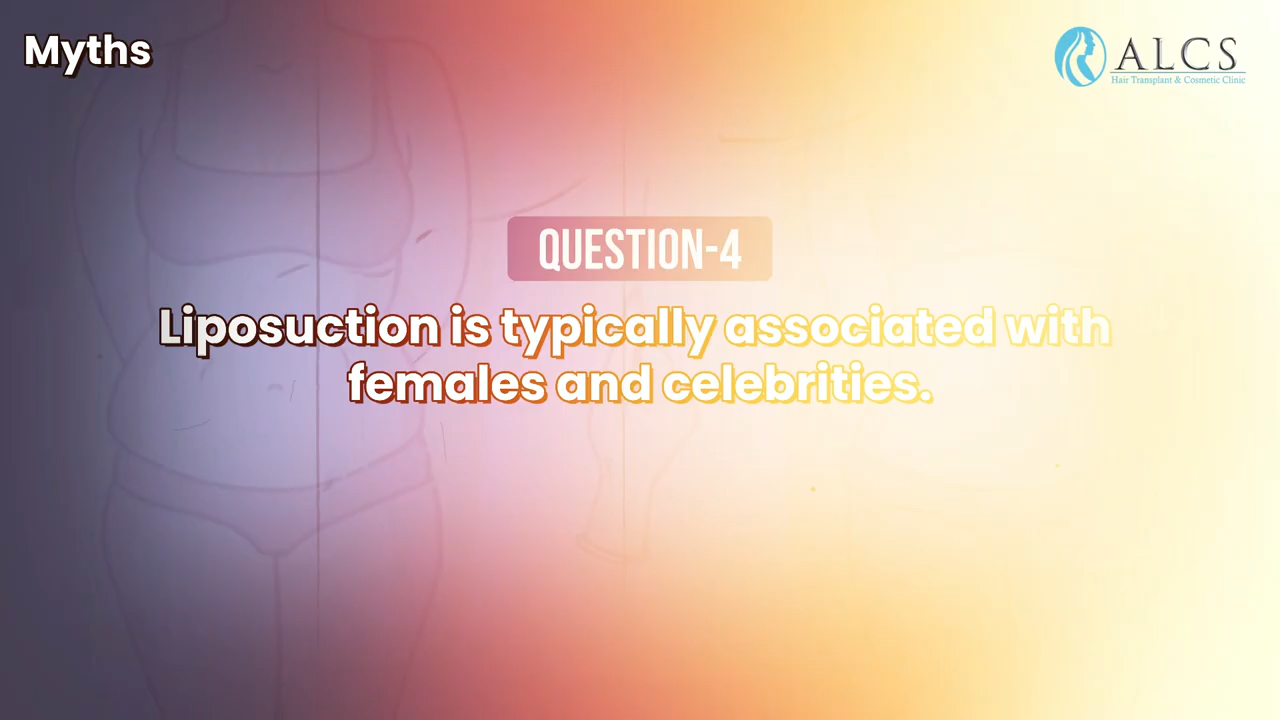 Myths
ALCS
Hair Transplant & Cosmetic Clinic
QUESTION-4
Liposuction is typically associated with
females and celebrities.